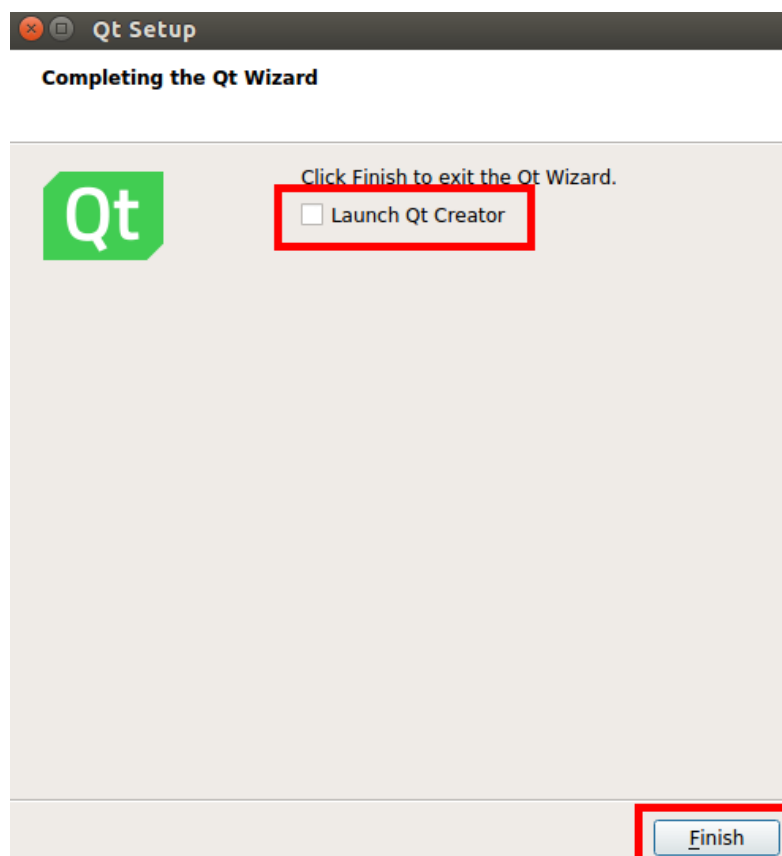 Qt Setup
Completing the Qt Wizard
Click Finish to exit the Qt Wizard.
Qt
Launch Qt Creator
Finish